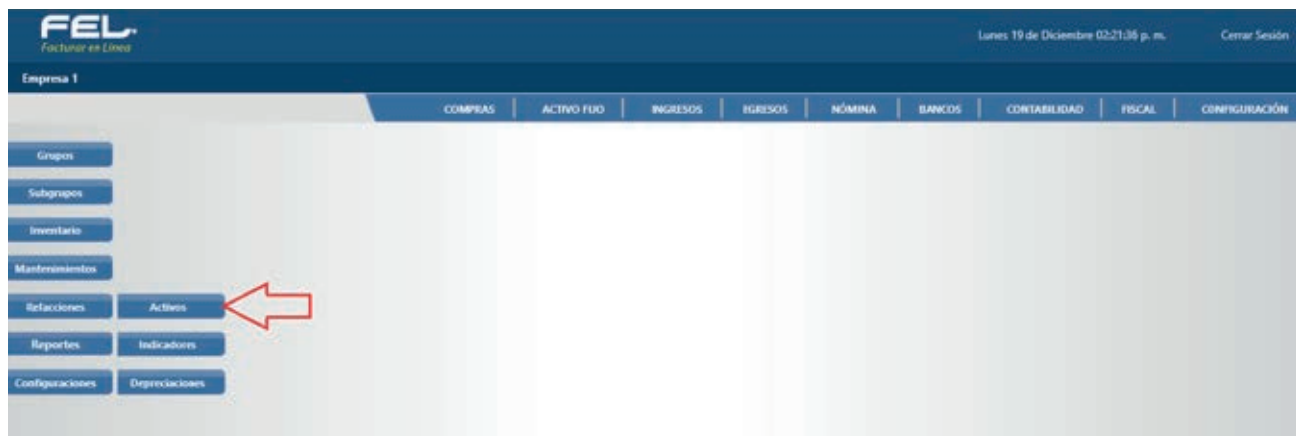 FEL
Facturar en Línea
Lunes 19 de Diciembre 02:21:36 p. m.
Cerrar Sesión
Empresa 1
COMPRAS
ACTIVO FIJO
INGRESOS
EGRESOS
NÓMINA
BANCOS
CONTABILIDAD
FISCAL
CONFIGURACIÓN
Grupos
Subgrupos
Inventario
Mantenimientos
Refacciones
Activos
Reportes
Indicadores
Configuraciones
Depreciaciones